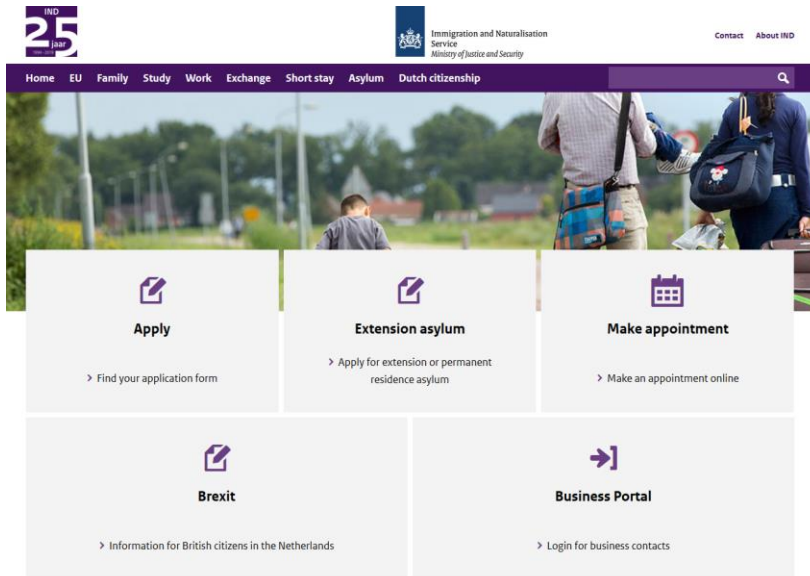 IND
25
jaar
Immigration and Naturalisation
Service
Ministry of Justice and Security
Contact About IND
Home EU Family Study Work Exchange Short stay Asylum Dutch citizenship
Apply
Find your application form
Extension asylum
Apply for extension or permanent
residence asylum
Make appointment
Make an appointment online
Brexit
Information for British citizens in the Netherlands
Business Portal
Login for business contacts